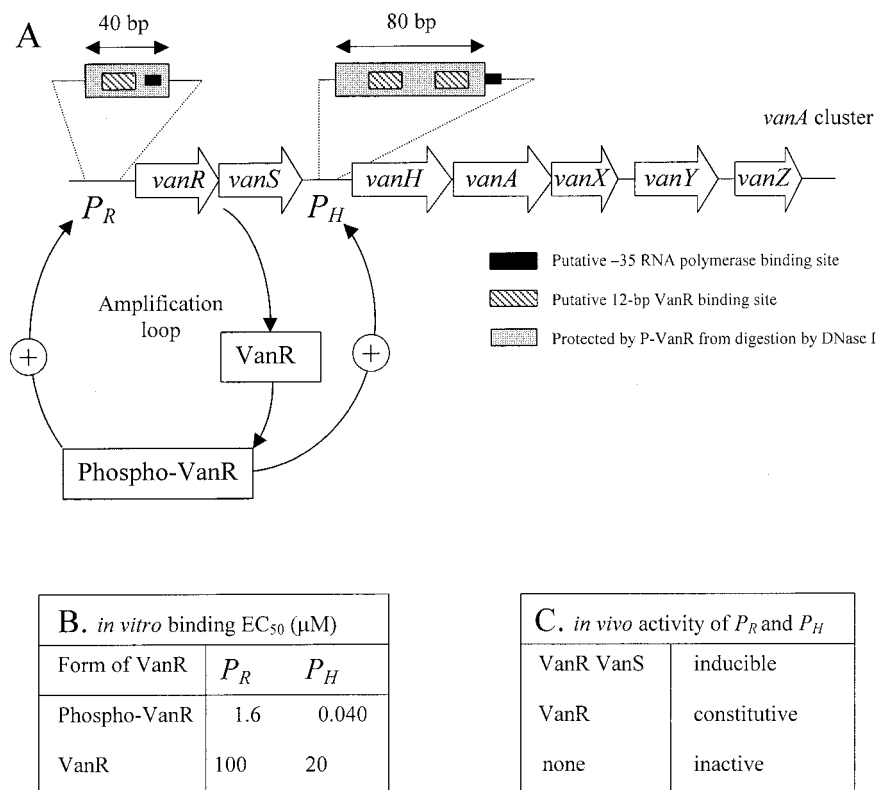 A
40 bp
80 bp
vanA cluster
vanR vanS vanH vanA vanX vanY vanZ
P_R P_H
Putative –35 RNA polymerase binding site
Putative 12-bp VanR binding site
Protected by P-VanR from digestion by DNase I
Amplification
loop
+ +
VanR
Phospho-VanR
B. in vitro binding EC50 (µM)
Form of VanR P_R P_H
Phospho-VanR 1.6 0.040
VanR 100 20
C. in vivo activity of P_R and P_H
VanR VanS inducible
VanR constitutive
none inactive